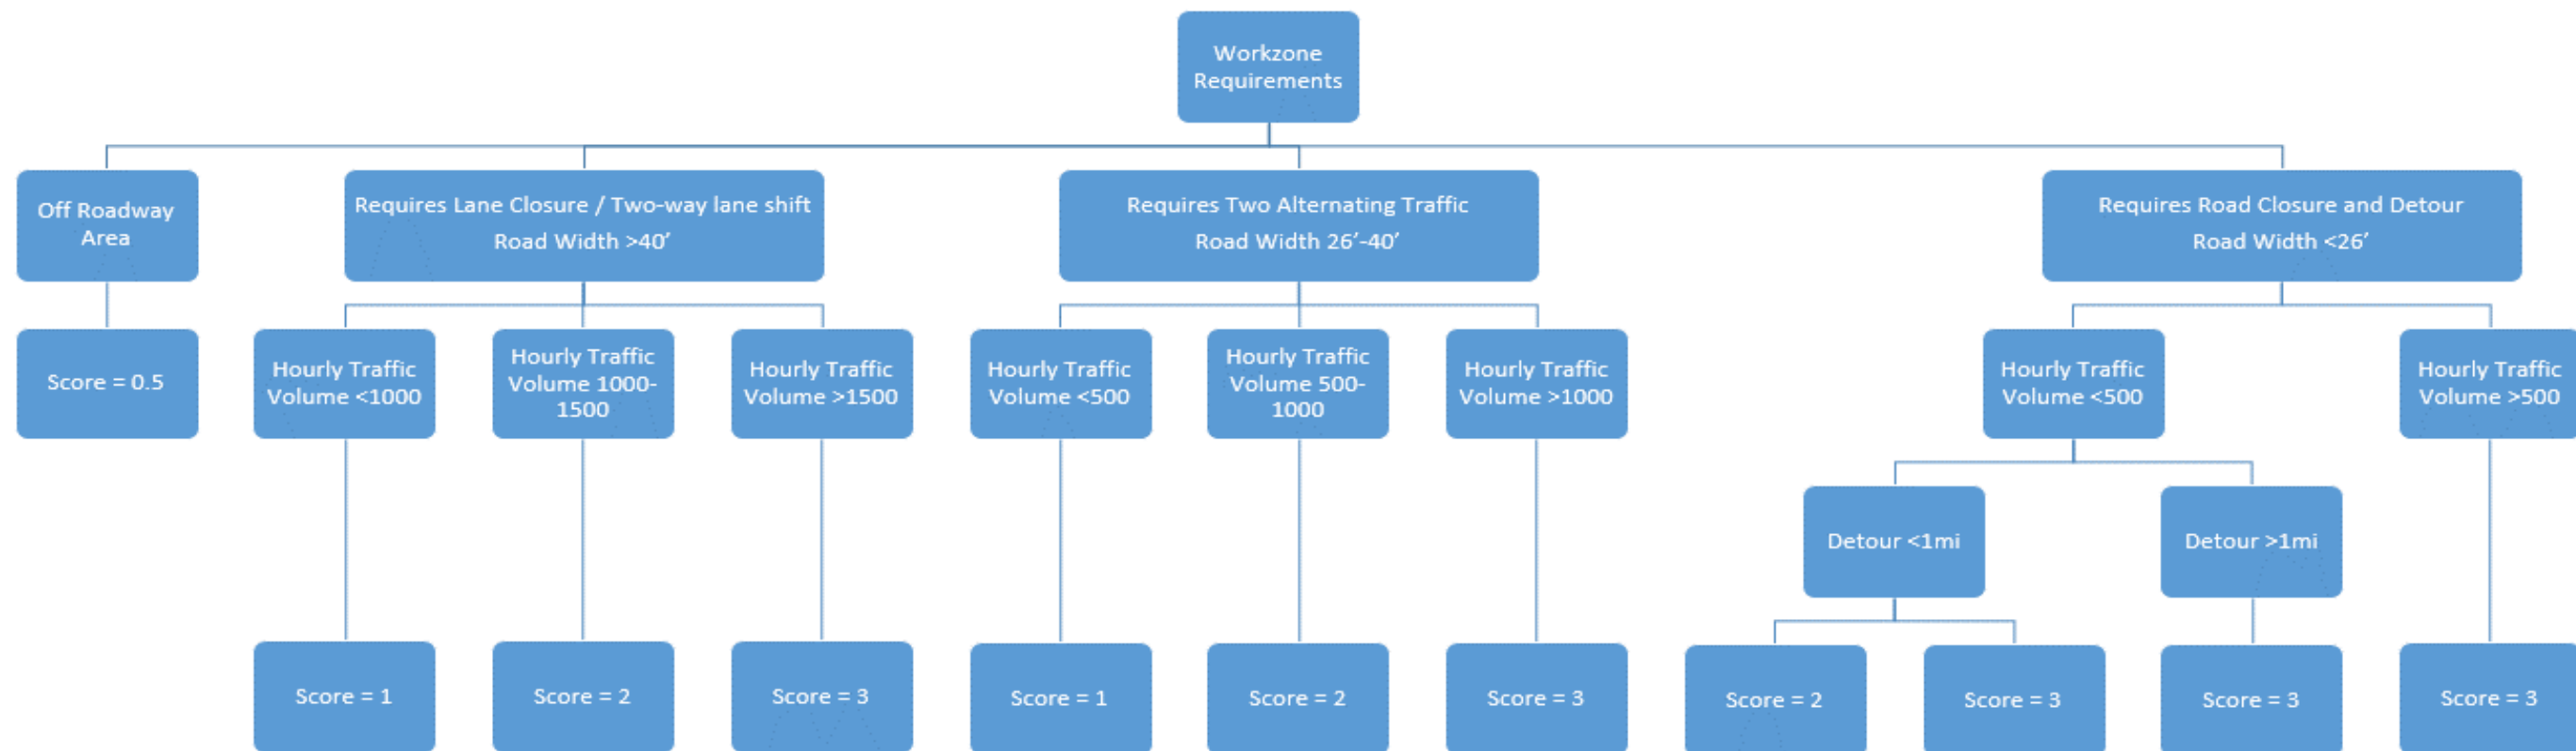 Workzone
Requirements
Off Roadway
Area
Requires Lane Closure / Two-way lane shift
Road Width >40’
Requires Two Alternating Traffic
Road Width 26’-40’
Requires Road Closure and Detour
Road Width <26’
Score = 0.5
Hourly Traffic
Volume <1000
Hourly Traffic
Volume 1000-
1500
Hourly Traffic
Volume >1500
Hourly Traffic
Volume <500
Hourly Traffic
Volume 500-
1000
Hourly Traffic
Volume >1000
Hourly Traffic
Volume <500
Hourly Traffic
Volume >500
Detour <1mi
Detour >1mi
Score = 1
Score = 2
Score = 3
Score = 1
Score = 2
Score = 3
Score = 2
Score = 3
Score = 3
Score = 3